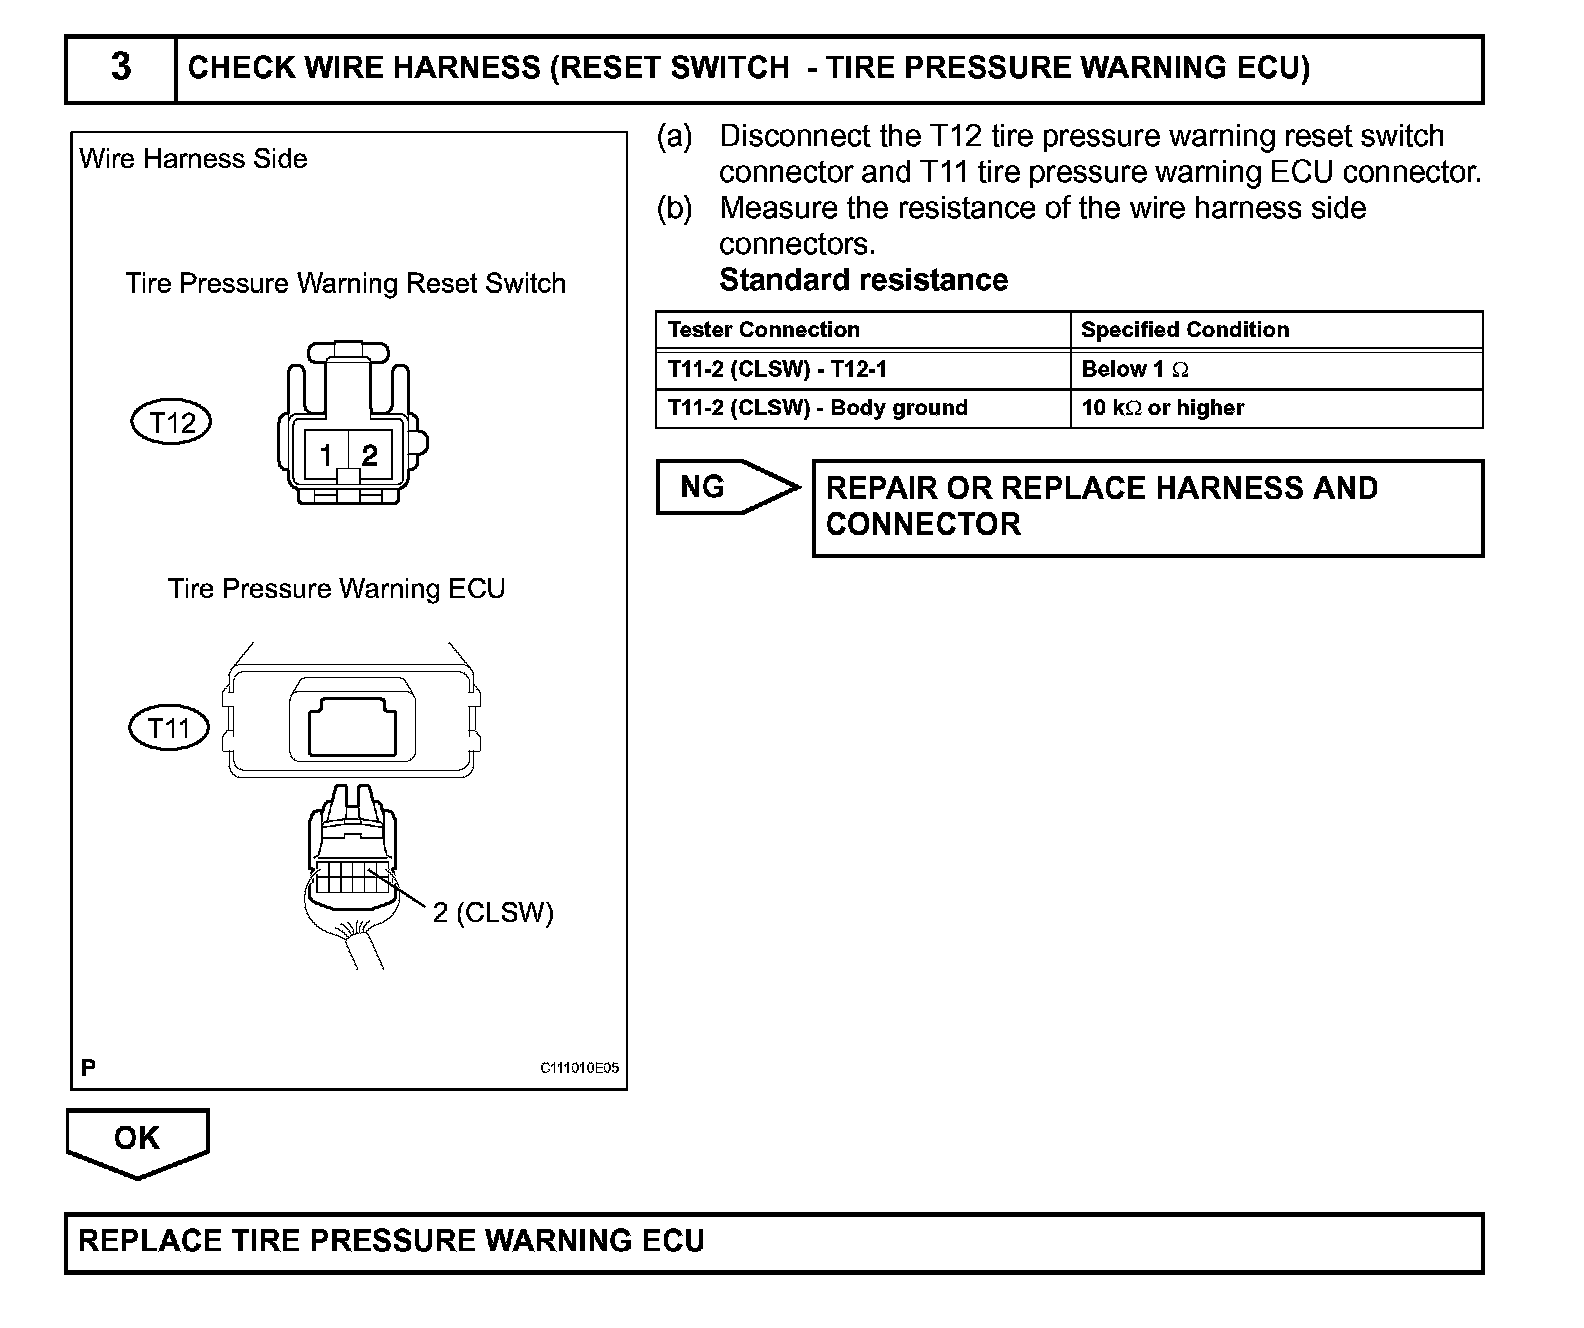 3
CHECK WIRE HARNESS (RESET SWITCH - TIRE PRESSURE WARNING ECU)
Wire Harness Side
Tire Pressure Warning Reset Switch
T12
1 2
Tire Pressure Warning ECU
T11
2 (CLSW)
P
C111010E05
(a) Disconnect the T12 tire pressure warning reset switch
connector and T11 tire pressure warning ECU connector.
(b) Measure the resistance of the wire harness side
connectors.
Standard resistance
Tester Connection Specified Condition
T11-2 (CLSW) - T12-1 Below 1 Ω
T11-2 (CLSW) - Body ground 10 kΩ or higher
NG
REPAIR OR REPLACE HARNESS AND
CONNECTOR
OK
REPLACE TIRE PRESSURE WARNING ECU